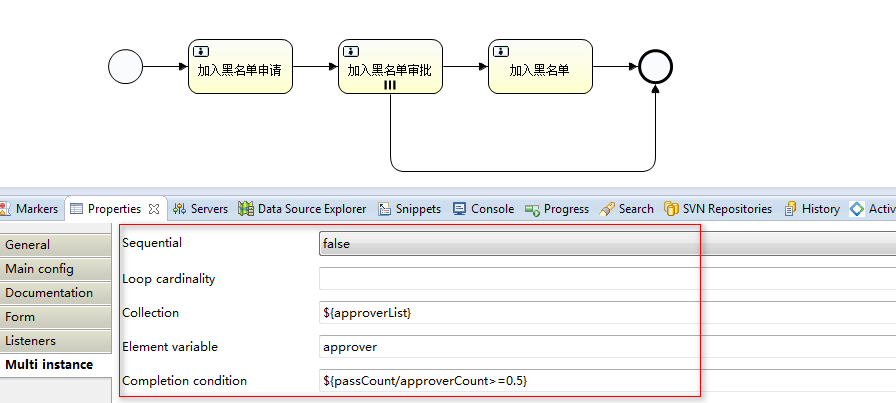 加入黑名单申请
加入黑名单审批
加入黑名单
Markers Properties Servers Data Source Explorer Snippets Console Progress Search SVN Repositories History Activ
General
Main config
Documentation
Form
Listeners
Multi instance
Sequential false
Loop cardinality
Collection ${approverList}
Element variable approver
Completion condition ${passCount/approverCount>=0.5}